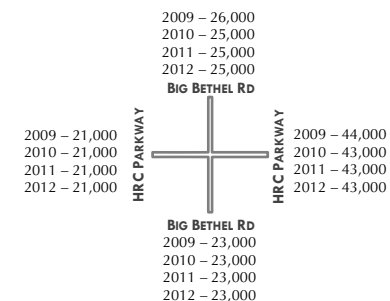 2009 – 26,000
2010 – 25,000
2011 – 25,000
2012 – 25,000
BIG BETHEL RD
2009 – 21,000
2010 – 21,000
2011 – 21,000
2012 – 21,000
HRC PARKWAY
HRC PARKWAY
2009 – 44,000
2010 – 43,000
2011 – 43,000
2012 – 43,000
BIG BETHEL RD
2009 – 23,000
2010 – 23,000
2011 – 23,000
2012 – 23,000